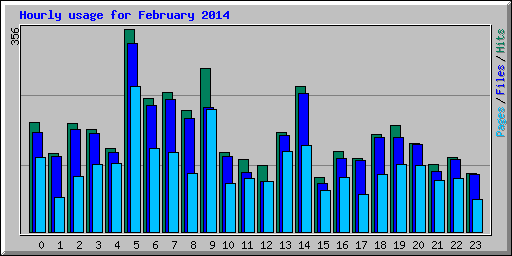 Hourly usage for February 2014
356
Pages/Files/Hits
0 1 2 3 4 5 6 7 8 9 10 11 12 13 14 15 16 17 18 19 20 21 22 23